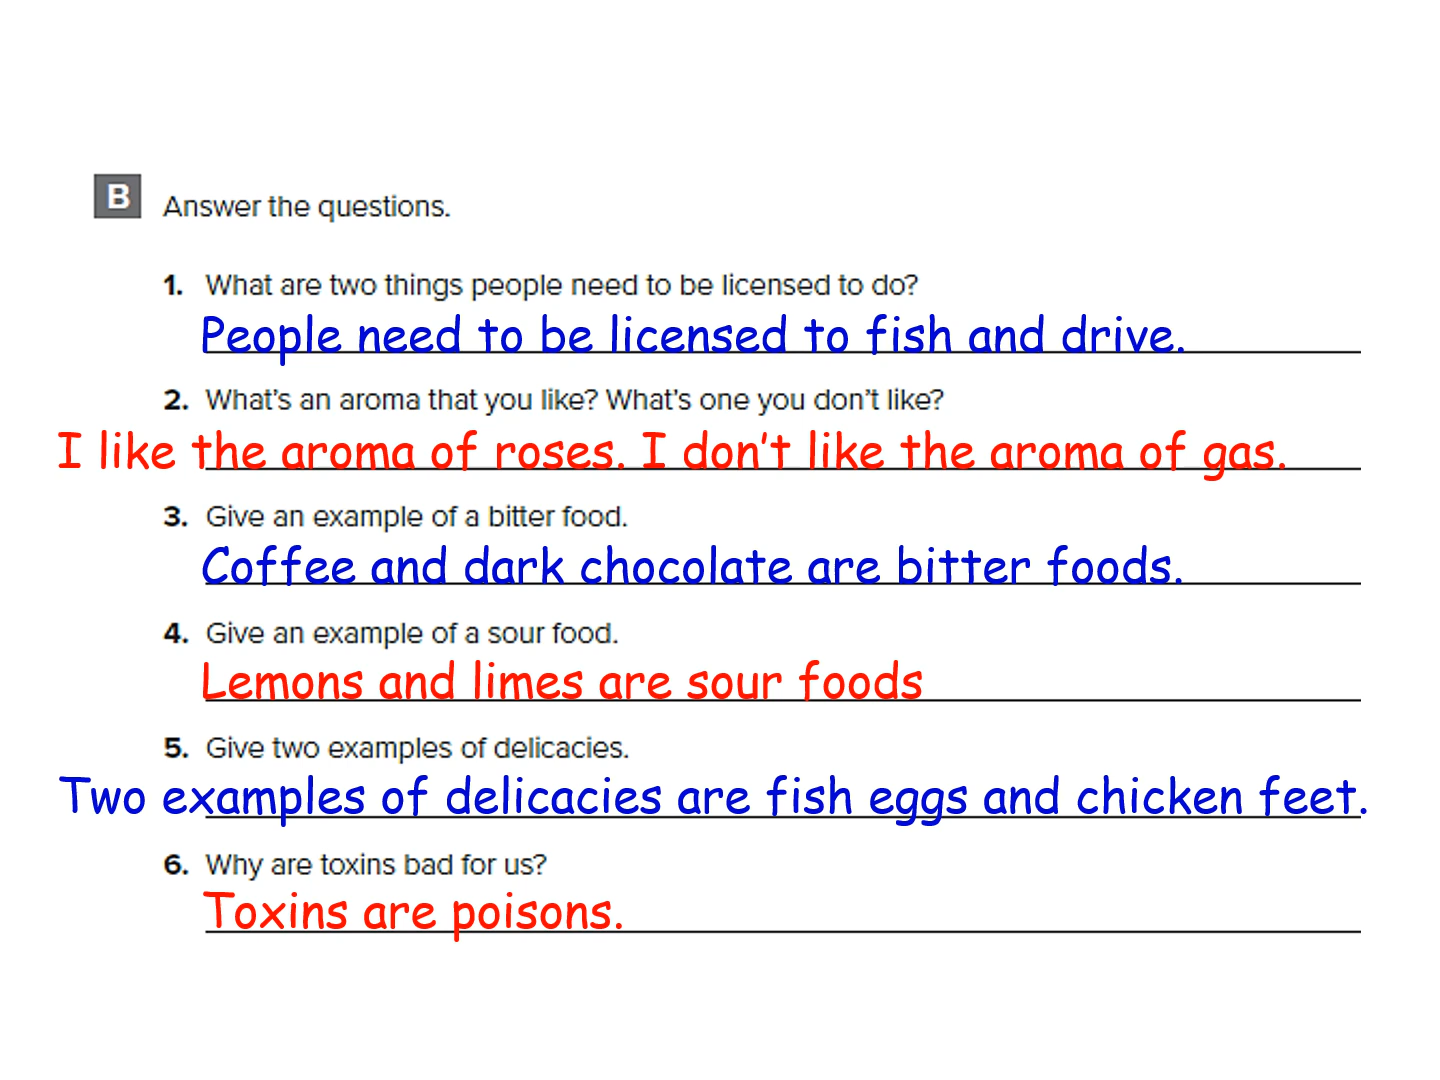 B Answer the questions.
1. What are two things people need to be licensed to do?
People need to be licensed to fish and drive.
2. What's an aroma that you like? What's one you don't like?
I like the aroma of roses. I don't like the aroma of gas.
3. Give an example of a bitter food.
Coffee and dark chocolate are bitter foods.
4. Give an example of a sour food.
Lemons and limes are sour foods
5. Give two examples of delicacies.
Two examples of delicacies are fish eggs and chicken feet.
6. Why are toxins bad for us?
Toxins are poisons.